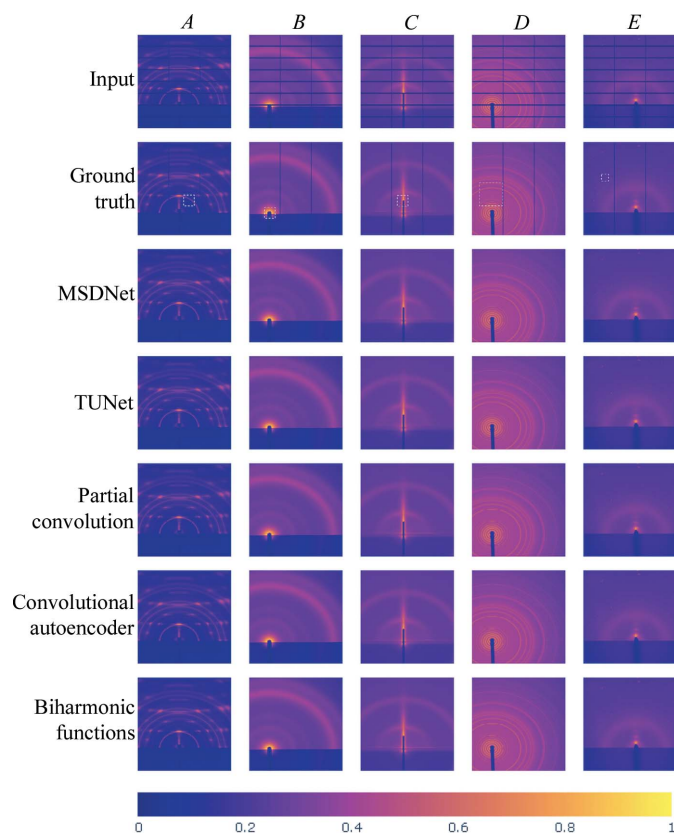 A B C D E
Input
Ground
truth
MSDNet
TUNet
Partial
convolution
Convolutional
autoencoder
Biharmonic
functions
0 0.2 0.4 0.6 0.8 1